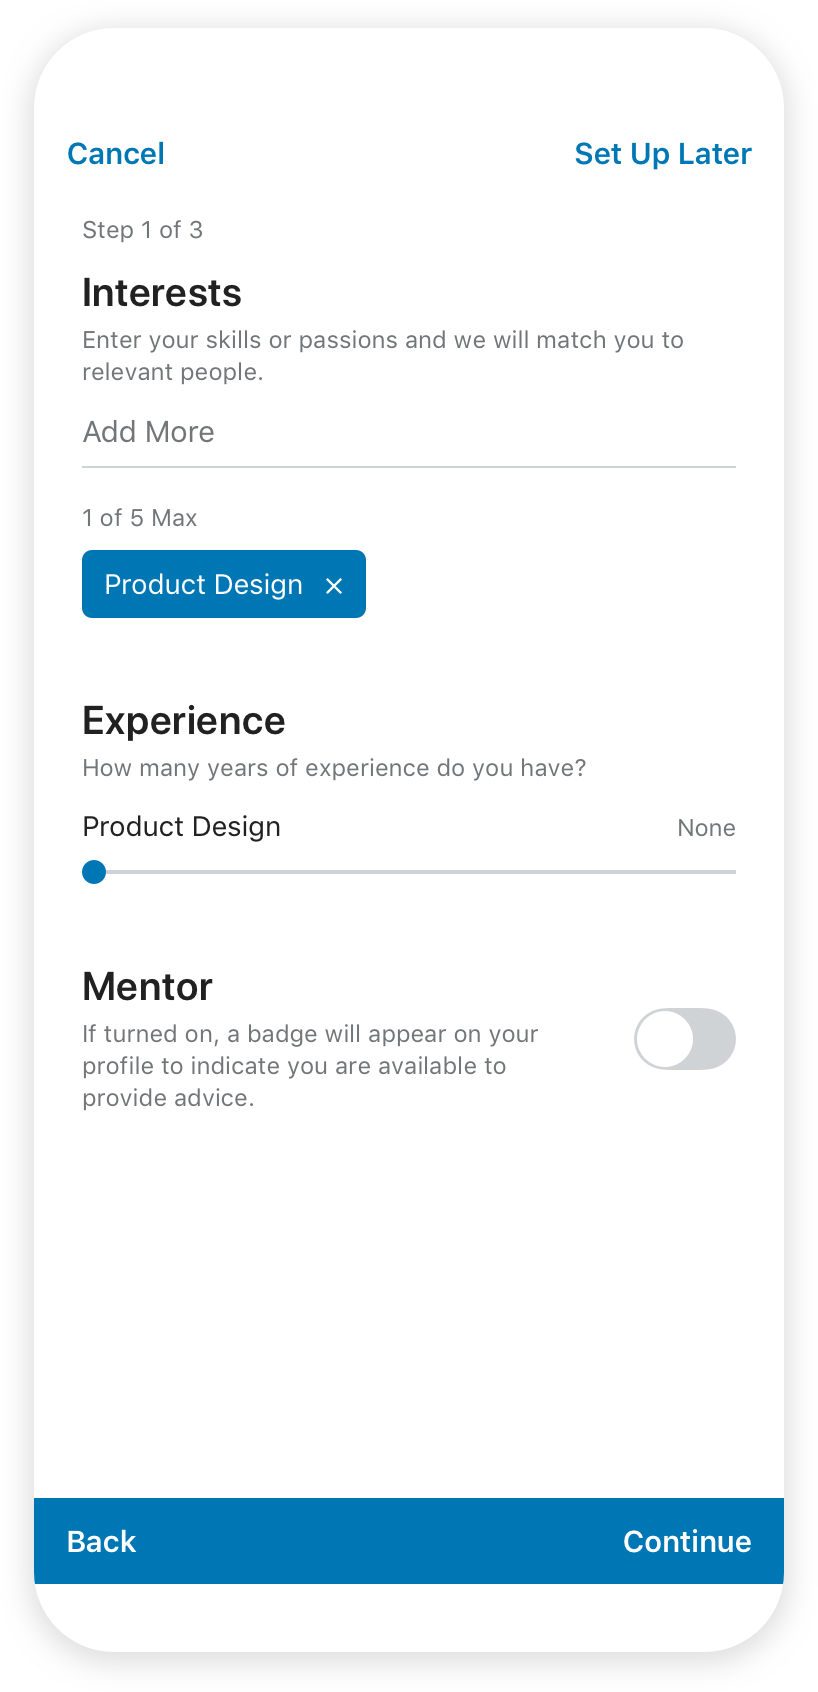 Cancel
Set Up Later
Step 1 of 3
Interests
Enter your skills or passions and we will match you to
relevant people.
Add More
1 of 5 Max
Product Design ×
Experience
How many years of experience do you have?
Product Design
None
Mentor
If turned on, a badge will appear on your
profile to indicate you are available to
provide advice.
Back
Continue